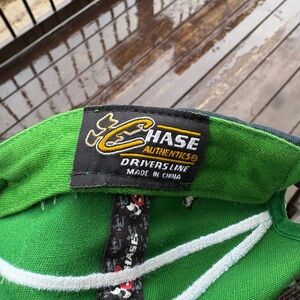 CHASE
AUTHENTICS®
DRIVERS LINE
MADE IN CHINA